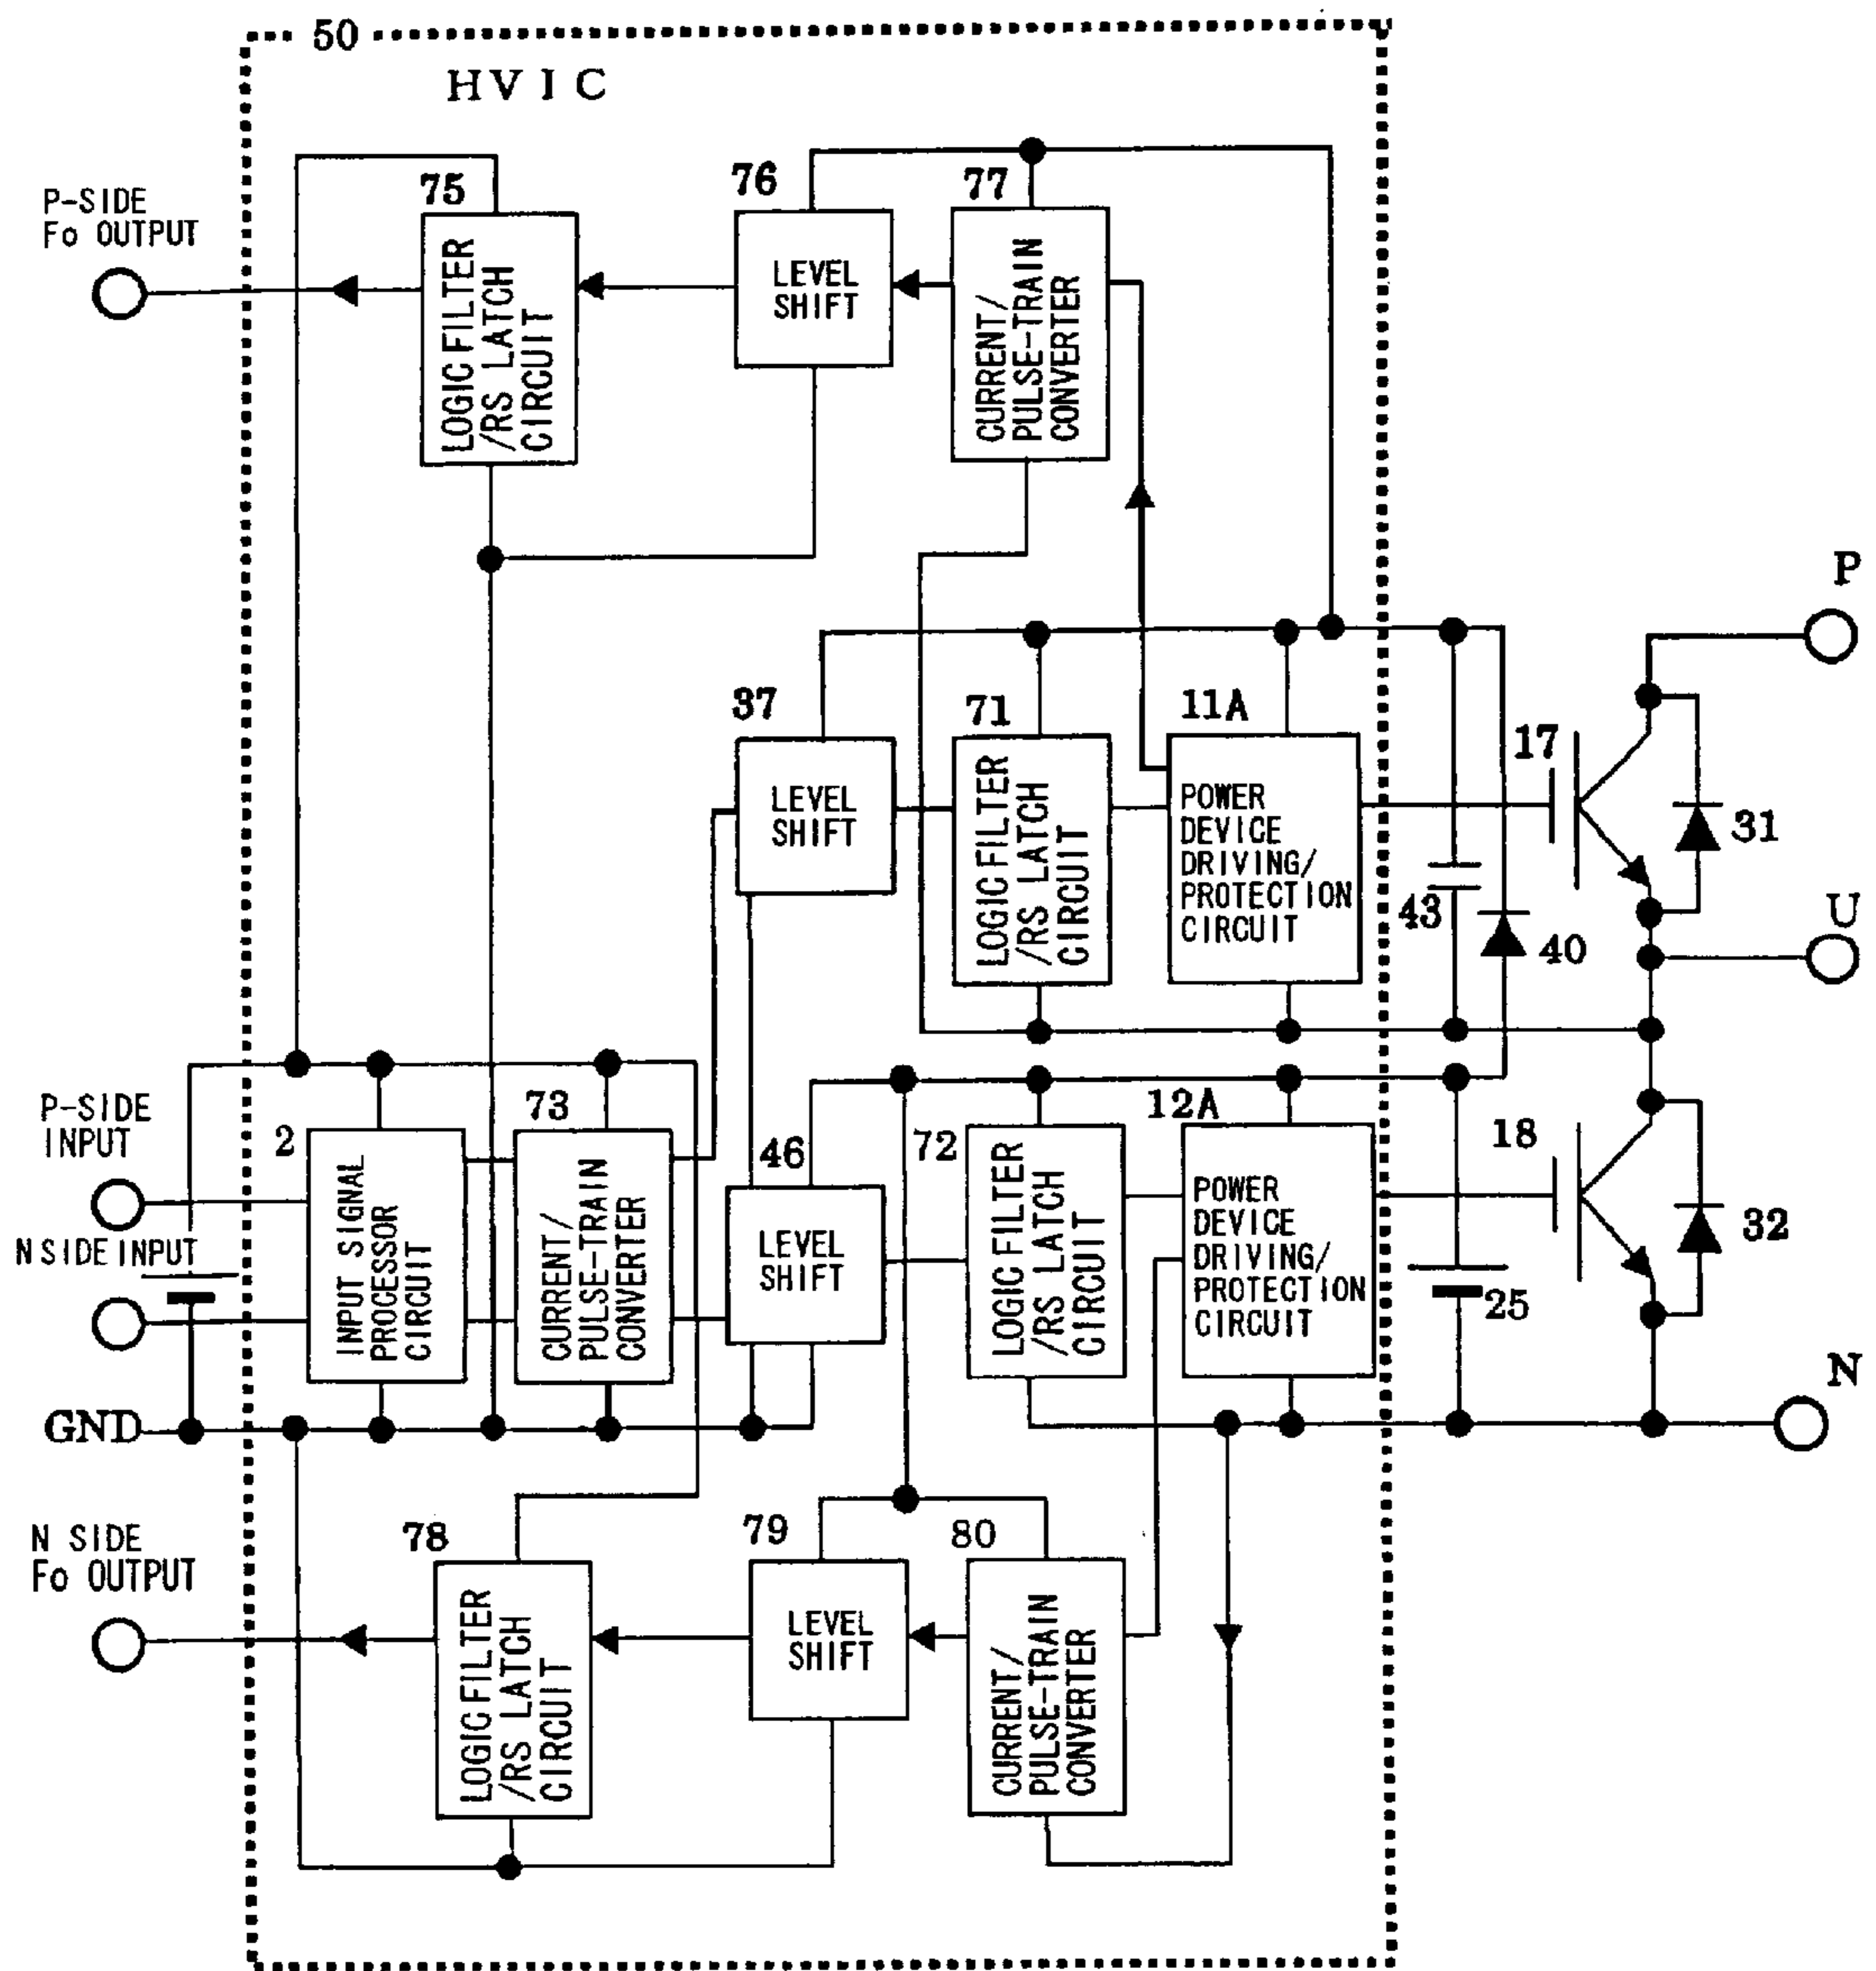 50
HVIC
P-SIDE
Fo OUTPUT
75
LOGIC FILTER
/RS LATCH
CIRCUIT
76
LEVEL
SHIFT
77
CURRENT/
PULSE-TRAIN
CONVERTER
P
37
LEVEL
SHIFT
71
LOGIC FILTER
/RS LATCH
CIRCUIT
11A
POWER
DEVICE
DRIVING/
PROTECTION
CIRCUIT
17
31
43
40
U
P-SIDE
INPUT
N SIDE INPUT
GND
2
INPUT SIGNAL
PROCESSOR
CIRCUIT
73
CURRENT/
PULSE-TRAIN
CONVERTER
46
LEVEL
SHIFT
72
LOGIC FILTER
/RS LATCH
CIRCUIT
12A
POWER
DEVICE
DRIVING/
PROTECTION
CIRCUIT
18
32
25
N
N SIDE
Fo OUTPUT
78
LOGIC FILTER
/RS LATCH
CIRCUIT
79
LEVEL
SHIFT
80
CURRENT/
PULSE-TRAIN
CONVERTER